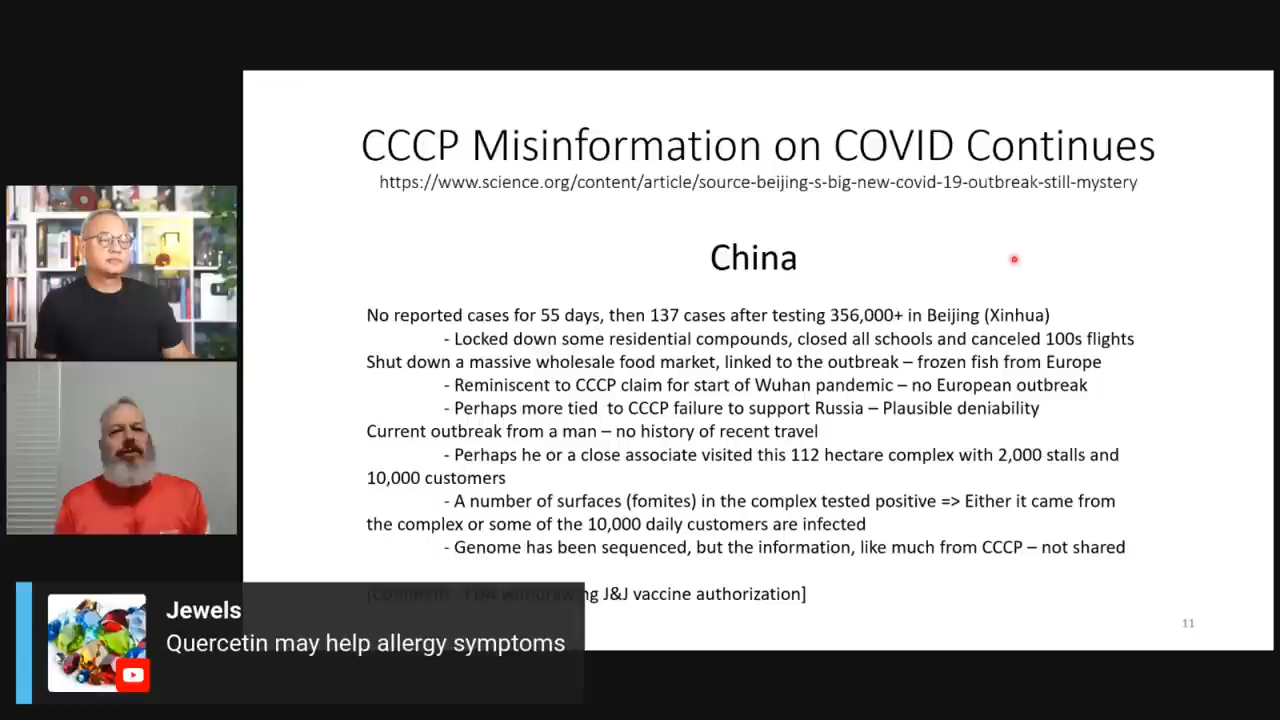 CCCP Misinformation on COVID Continues
https://www.science.org/content/article/source-beijing-s-big-new-covid-19-outbreak-still-mystery
China
No reported cases for 55 days, then 137 cases after testing 356,000+ in Beijing (Xinhua)
- Locked down some residential compounds, closed all schools and canceled 100s flights
Shut down a massive wholesale food market, linked to the outbreak – frozen fish from Europe
- Reminiscent to CCCP claim for start of Wuhan pandemic – no European outbreak
- Perhaps more tied to CCCP failure to support Russia – Plausible deniability
Current outbreak from a man – no history of recent travel
- Perhaps he or a close associate visited this 112 hectare complex with 2,000 stalls and
10,000 customers
- A number of surfaces (fomites) in the complex tested positive => Either it came from
the complex or some of the 10,000 daily customers are infected
- Genome has been sequenced, but the information, like much from CCCP – not shared
FDA withdrawing J&J vaccine authorization]
11
Jewels
Quercetin may help allergy symptoms